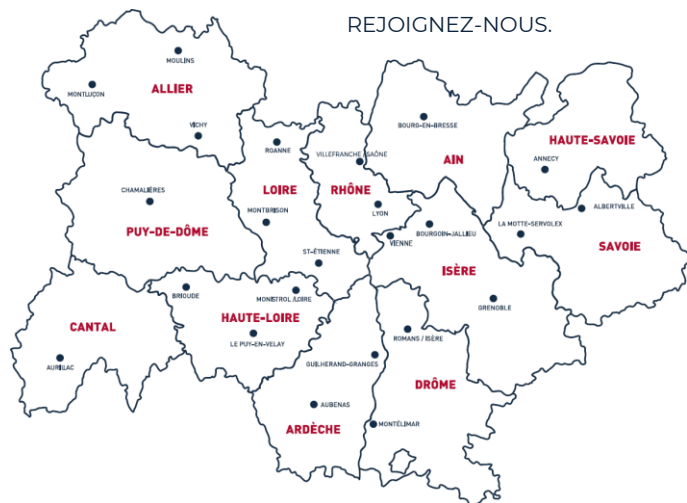 REJOIGNEZ-NOUS.
MOULINS
MONTLUÇON
ALLIER
VICHY
BOURG-EN-BRESSE
HAUTE-SAVOIE
ROANNE
VILLEFRANCHE / SAÔNE
AIN
ANNECY
CHAMALIÈRES
LOIRE
RHÔNE
LYON
ALBERTVILLE
MONTBRISON
PUY-DE-DÔME
BOURGOIN-JALLIEU
LA MOTTE-SERVOLEX
VIENNE
SAVOIE
ST-ÉTIENNE
ISÈRE
BRIOUDE
MONISTROL /LOIRE
GRENOBLE
HAUTE-LOIRE
CANTAL
LE PUY-EN-VELAY
ROMANS / ISÈRE
AURILLAC
GUILHERAND-GRANGES
DRÔME
AUBENAS
ARDÈCHE
MONTÉLIMAR